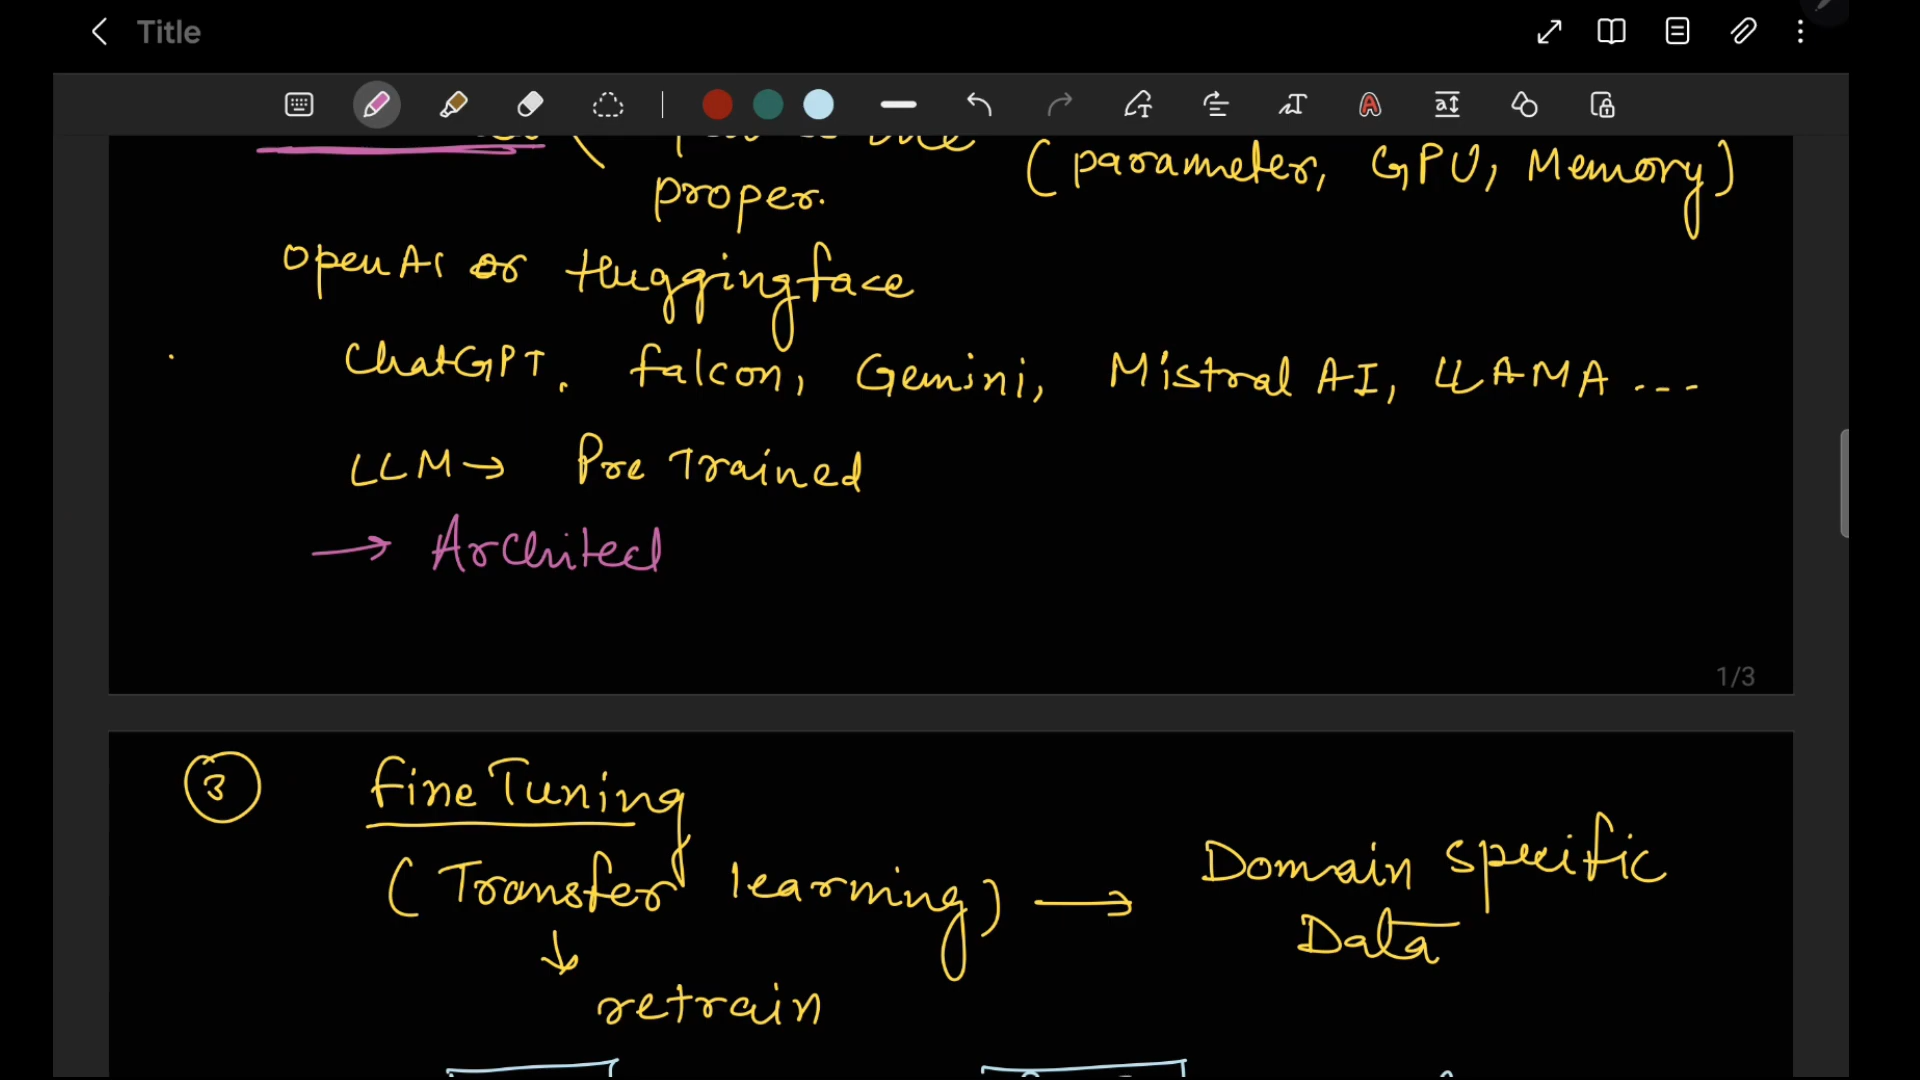 Title
proper.
(parameter, GPU, Memory)
OpenAI or Huggingface
ChatGPT. Falcon, Gemini, Mistral AI, LLAMA ...
LLM → Pre Trained
→ Architect
1/3
3 Fine Tuning
(Transfer learning) → Domain specific
Data
↓
retrain